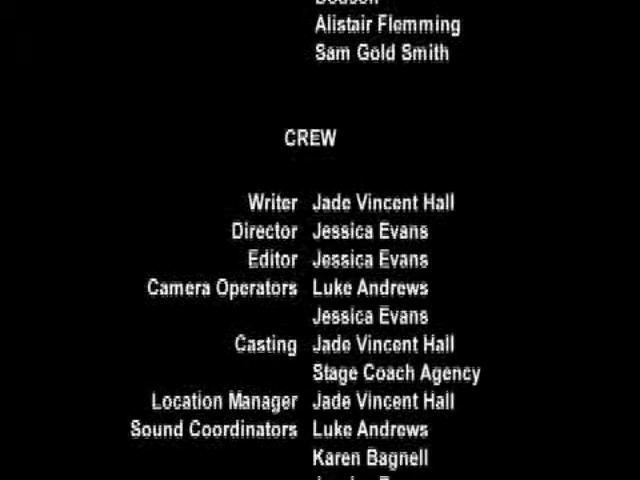 Alistair Flemming
Sam Gold Smith
CREW
Writer Jade Vincent Hall
Director Jessica Evans
Editor Jessica Evans
Camera Operators Luke Andrews
Jessica Evans
Casting Jade Vincent Hall
Stage Coach Agency
Location Manager Jade Vincent Hall
Sound Coordinators Luke Andrews
Karen Bagnell